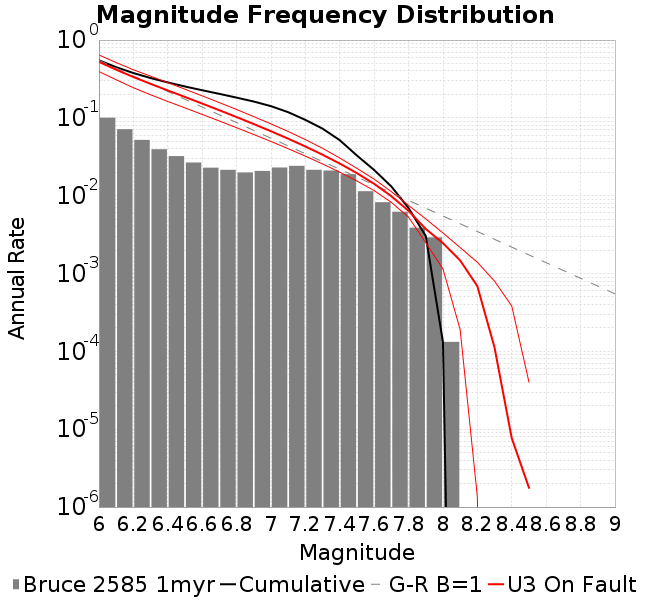 Magnitude Frequency Distribution
10^0
10^-1
10^-2
10^-3
10^-4
10^-5
10^-6
Annual Rate
6 6.2 6.4 6.6 6.8 7 7.2 7.4 7.6 7.8 8 8.2 8.4 8.6 8.8 9
Magnitude
Bruce 2585 1myr Cumulative G-R B=1 U3 On Fault